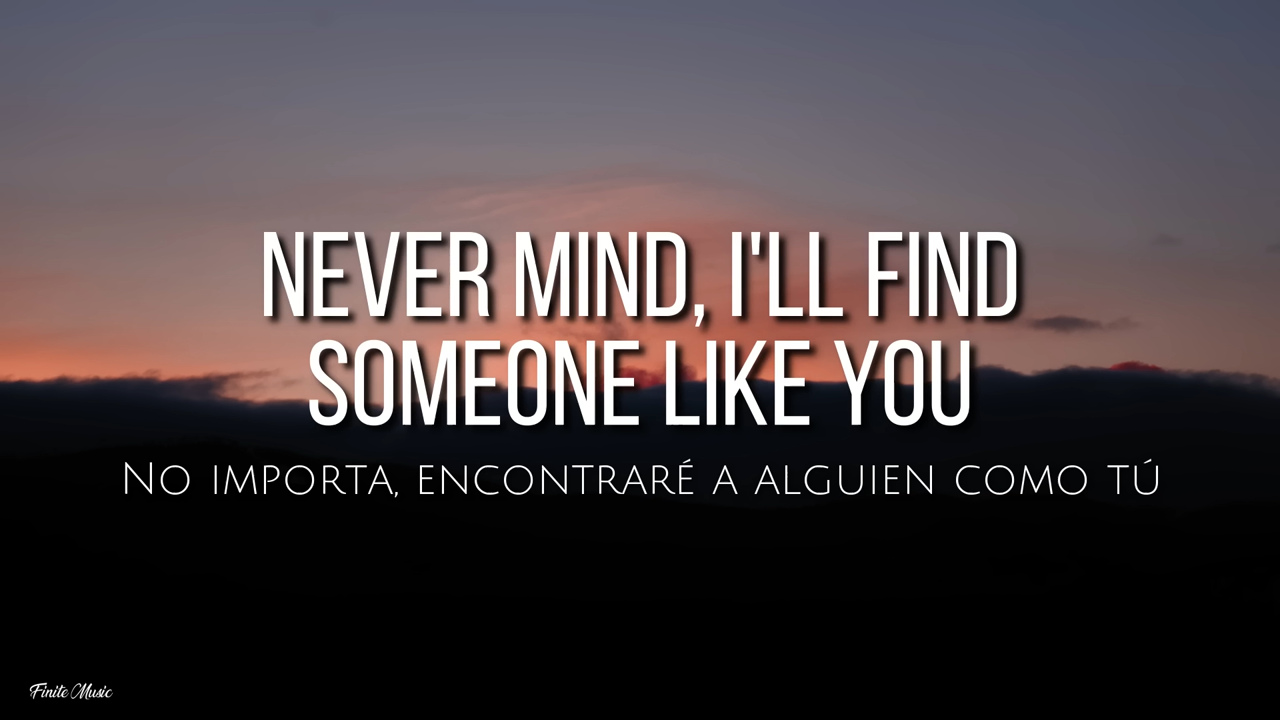 NEVER MIND, I'LL FIND
SOMEONE LIKE YOU
No importa, encontraré a alguien como tú
Finite Music